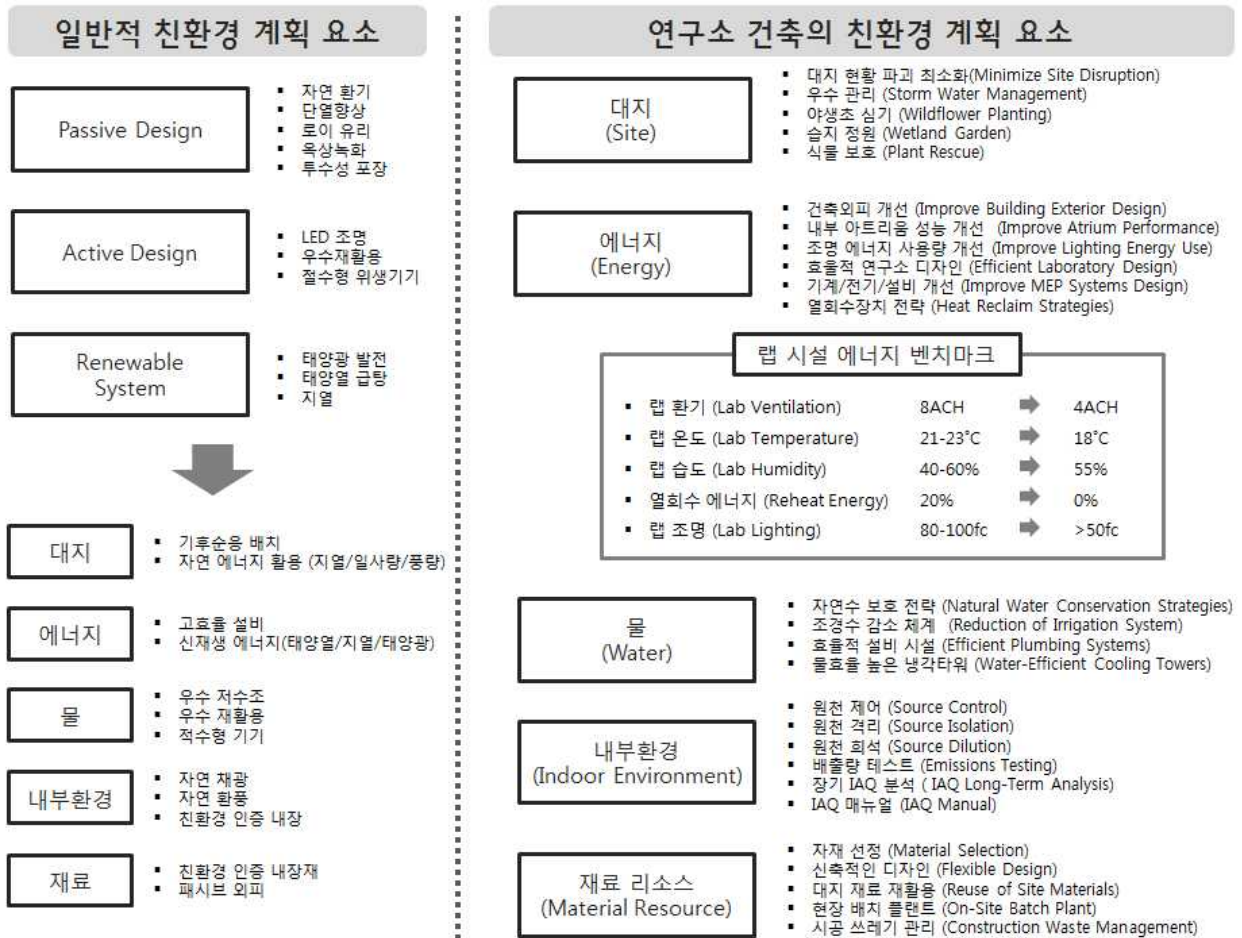 일반적 친환경 계획 요소
Passive Design
자연 환기
단열향상
로이 유리
옥상녹화
투수성 포장
Active Design
LED 조명
우수재활용
절수형 위생기기
Renewable
System
태양광 발전
태양열 급탕
지열
대지
기후순응 배치
자연 에너지 활용 (지열/일사량/풍량)
에너지
고효율 설비
신재생 에너지(태양열/지열/태양광)
물
우수 저수조
우수 재활용
적수형 기기
내부환경
자연 채광
자연 환풍
친환경 인증 내장
재료
친환경 인증 내장재
패시브 외피
연구소 건축의 친환경 계획 요소
대지
(Site)
대지 현황 파괴 최소화(Minimize Site Disruption)
우수 관리 (Storm Water Management)
야생초 심기 (Wildflower Planting)
습지 정원 (Wetland Garden)
식물 보호 (Plant Rescue)
에너지
(Energy)
건축외피 개선 (Improve Building Exterior Design)
내부 아트리움 성능 개선 (Improve Atrium Performance)
조명 에너지 사용량 개선 (Improve Lighting Energy Use)
효율적 연구소 디자인 (Efficient Laboratory Design)
기계/전기/설비 개선 (Improve MEP Systems Design)
열회수장치 전략 (Heat Reclaim Strategies)
랩 시설 에너지 벤치마크
랩 환기 (Lab Ventilation) 8ACH ➡ 4ACH
랩 온도 (Lab Temperature) 21-23˚C ➡ 18˚C
랩 습도 (Lab Humidity) 40-60% ➡ 55%
열회수 에너지 (Reheat Energy) 20% ➡ 0%
랩 조명 (Lab Lighting) 80-100fc ➡ >50fc
물
(Water)
자연수 보호 전략 (Natural Water Conservation Strategies)
조경수 감소 체계 (Reduction of Irrigation System)
효율적 설비 시설 (Efficient Plumbing Systems)
물효율 높은 냉각타워 (Water-Efficient Cooling Towers)
내부환경
(Indoor Environment)
원천 제어 (Source Control)
원천 격리 (Source Isolation)
원천 희석 (Source Dilution)
배출량 테스트 (Emissions Testing)
장기 IAQ 분석 ( IAQ Long-Term Analysis)
IAQ 매뉴얼 (IAQ Manual)
재료 리소스
(Material Resource)
자재 선정 (Material Selection)
신축적인 디자인 (Flexible Design)
대지 재료 재활용 (Reuse of Site Materials)
현장 배치 플랜트 (On-Site Batch Plant)
시공 쓰레기 관리 (Construction Waste Management)